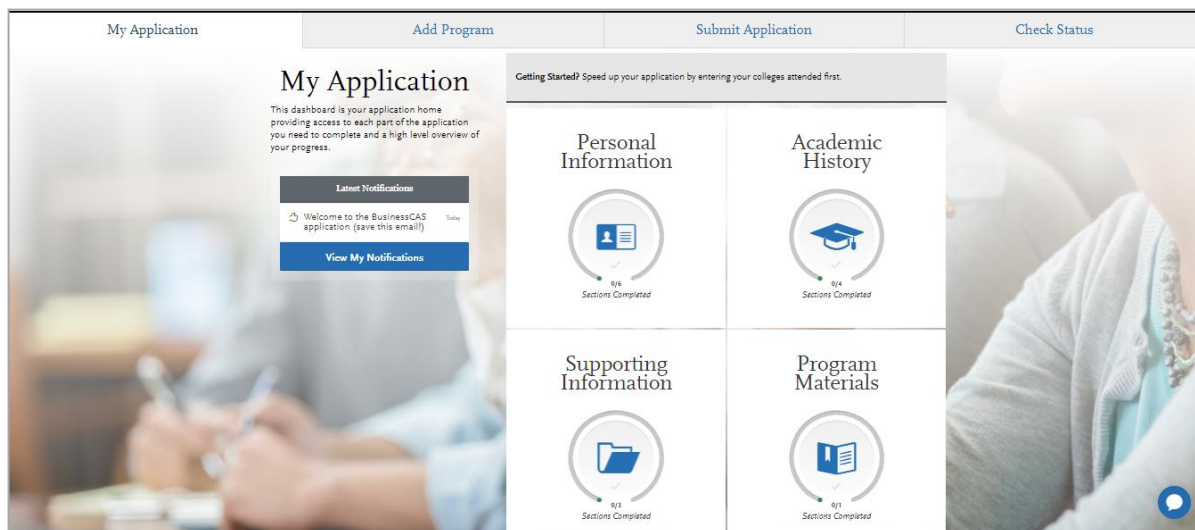 My Application
Add Program
Submit Application
Check Status
My Application
This dashboard is your application home
providing access to each part of the application
you need to complete and a high level overview of
your progress.
Latest Notifications
Welcome to the BusinessCAS
application (save this email!)
Today
View My Notifications
Getting Started? Speed up your application by entering your colleges attended first.
Personal
Information
0/6
Sections Completed
Academic
History
0/4
Sections Completed
Supporting
Information
0/3
Sections Completed
Program
Materials
0/1
Sections Completed